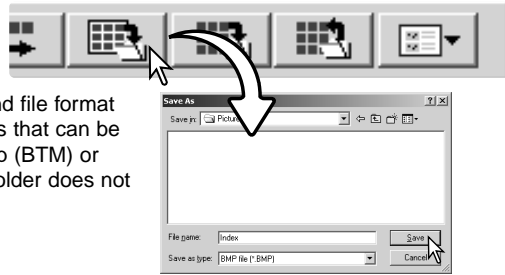 nd file format
s that can be
o (BTM) or
older does not
Save As
Save in: Picture
File name: Index Save
Save as type: BMP file (*.BMP) Cancel